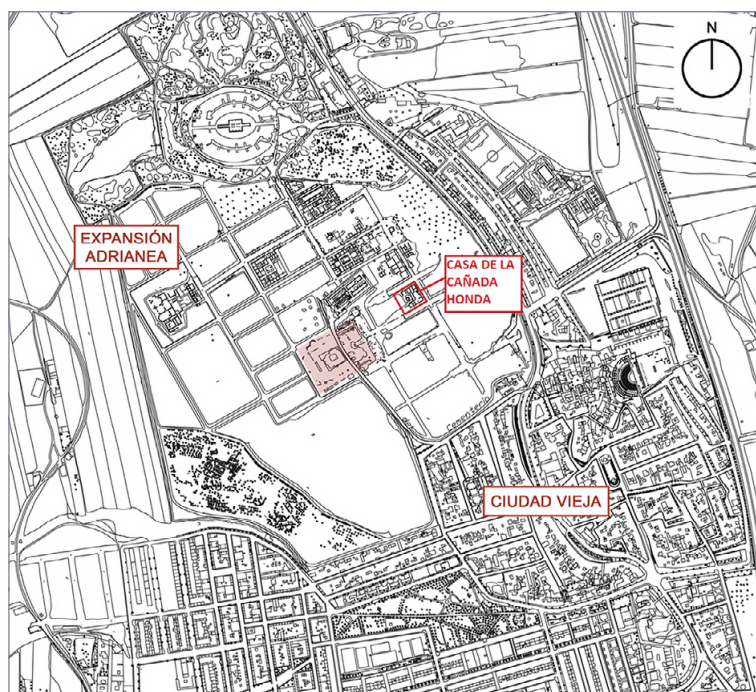 N
EXPANSIÓN
ADRIANEA
CASA DE LA
CAÑADA
HONDA
CIUDAD VIEJA